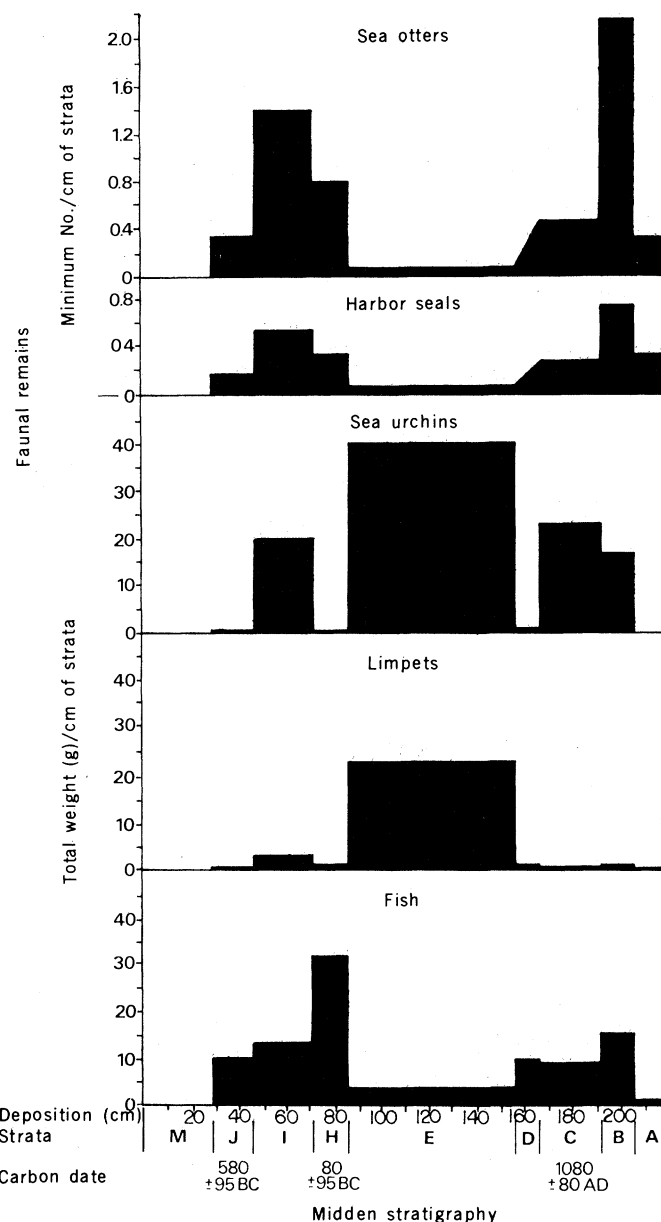 Faunal remains
Minimum No./cm of strata
Sea otters
2.0
1.6
1.2
0.8
0.4
0
Harbor seals
0.8
0.4
0
Total weight (g)/cm of strata
Sea urchins
40
30
20
10
0
Limpets
40
30
20
10
0
Fish
40
30
20
10
0
Deposition (cm) 20 40 60 80 100 120 140 160 180 200
Strata M J I H E D C B A
Carbon date 580 ±95 BC 80 ±95 BC 1080 ±80 AD
Midden stratigraphy